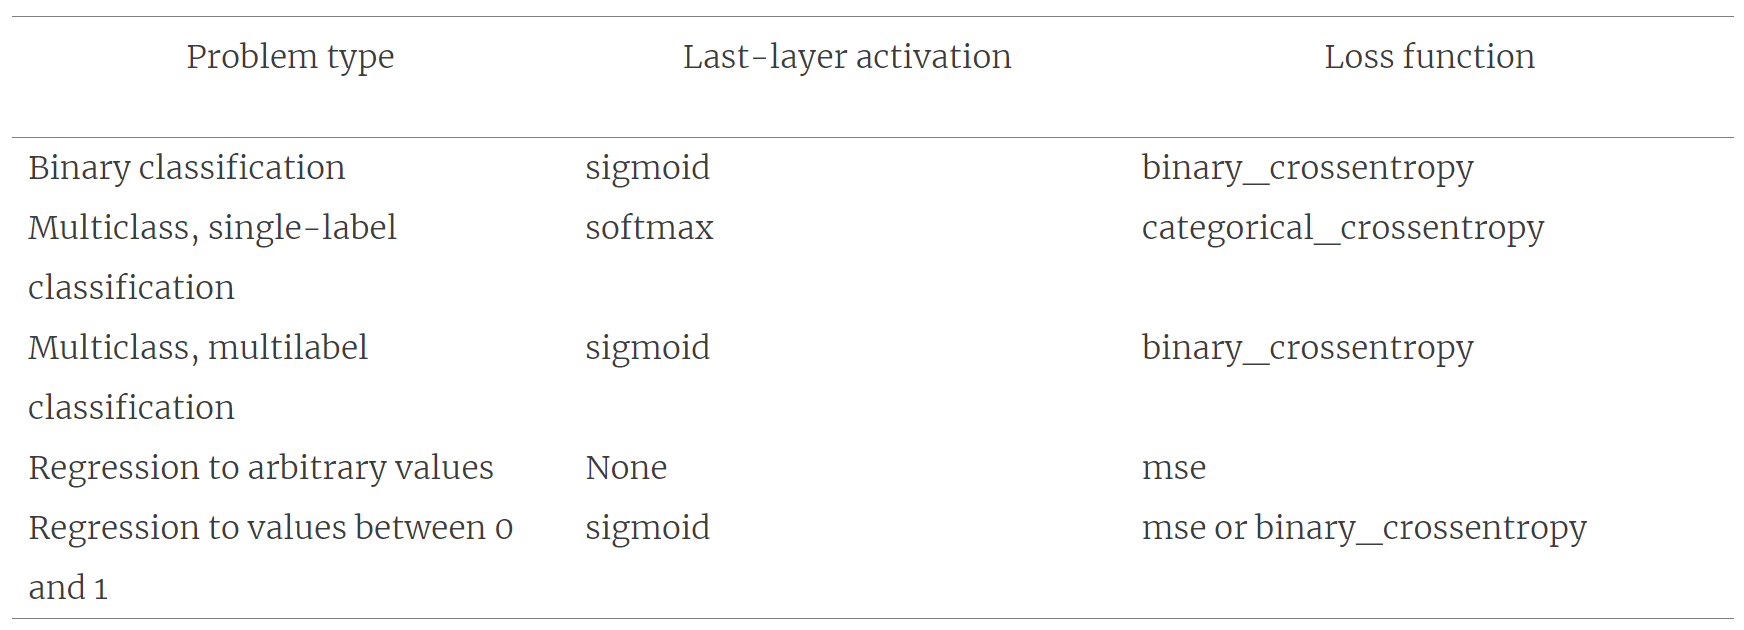 Problem type Last-layer activation Loss function
Binary classification sigmoid binary_crossentropy
Multiclass, single-label softmax categorical_crossentropy
classification
Multiclass, multilabel sigmoid binary_crossentropy
classification
Regression to arbitrary values None mse
Regression to values between 0 sigmoid mse or binary_crossentropy
and 1